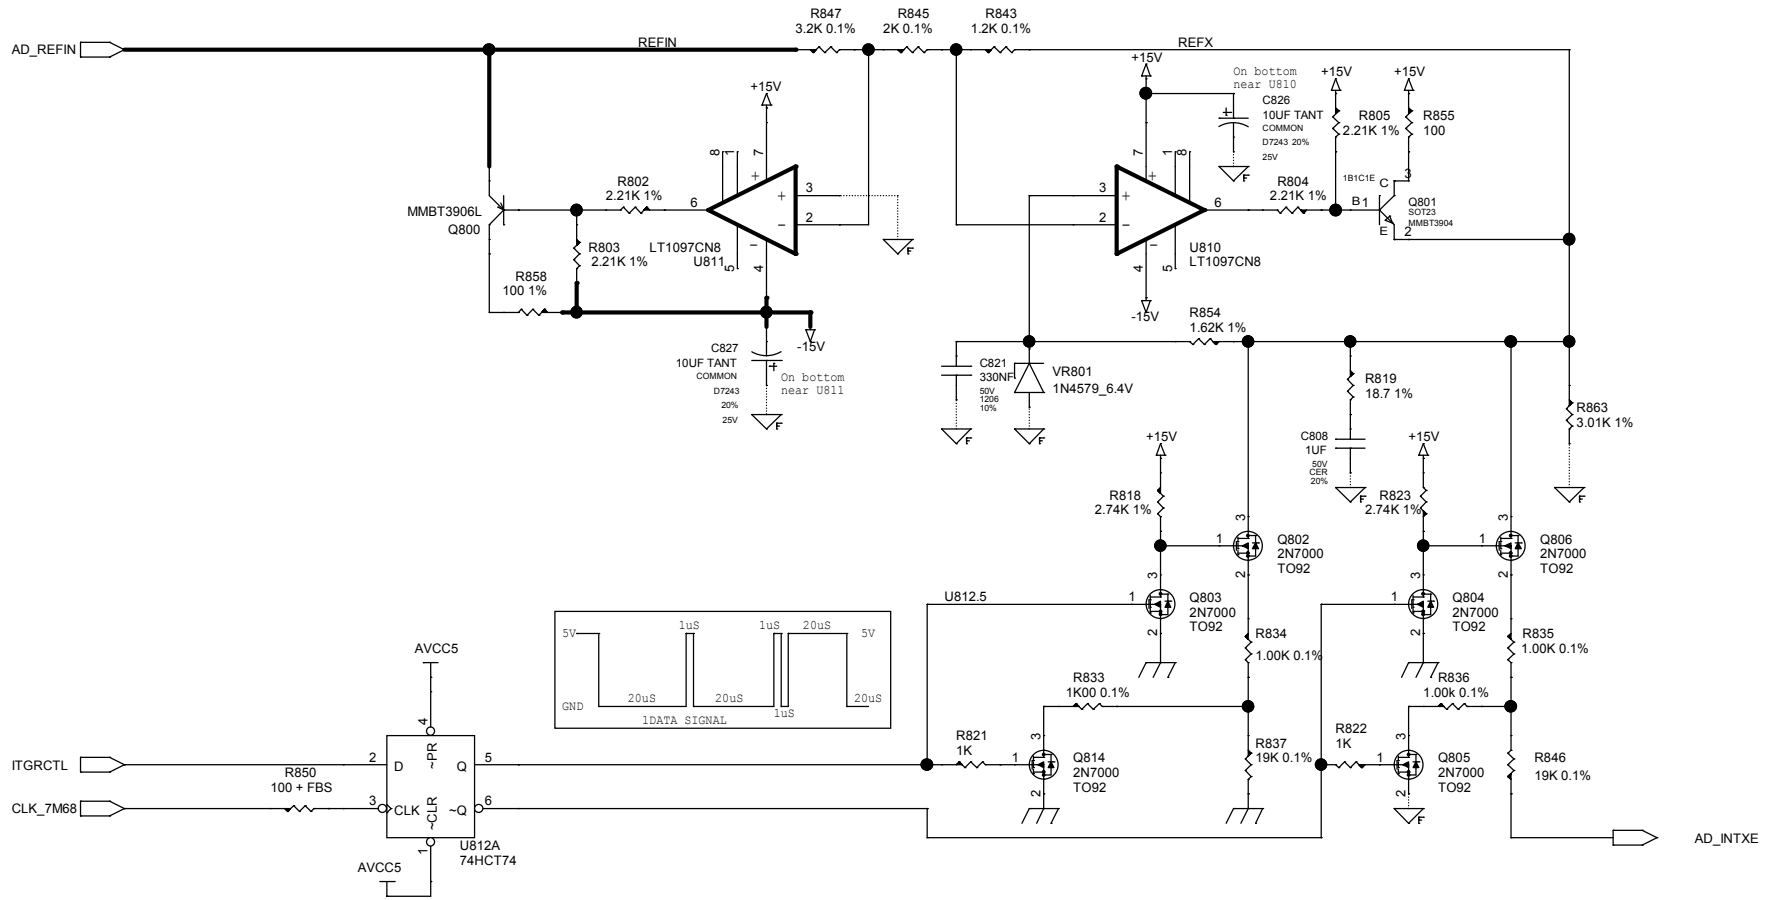 R847
3.2K 0.1%
R845
2K 0.1%
R843
1.2K 0.1%
AD_REFIN
REFIN
REFX
+15V
On bottom
near U810
C826
10UF TANT
COMMON
D7243 20%
25V
+15V
R805
2.21K 1%
+15V
R855
100
+15V
8
1
7
R802
2.21K 1%
6
3
2
+
-
+
-
5
4
LT1097CN8
U811
MMBT3906L
Q800
R803
2.21K 1%
R858
100 1%
-15V
C827
10UF TANT
COMMON
D7243
20%
25V
On bottom
near U811
F
7
1
8
3
2
6
+
-
+
-
4
5
U810
LT1097CN8
-15V
R804
2.21K 1%
1B1C1E
C
3
B
1
E
2
Q801
SOT23
MMBT3904
F
R854
1.62K 1%
C821
330NF
50V
1206
10%
VR801
1N4579_6.4V
R819
18.7 1%
C808
1UF
50V
CER
20%
R863
3.01K 1%
F
F
F
F
F
+15V
R818
2.74K 1%
+15V
R823
2.74K 1%
3
1
2
Q802
2N7000
TO92
3
1
2
Q806
2N7000
TO92
U812.5
3
1
2
Q803
2N7000
TO92
3
1
2
Q804
2N7000
TO92
R834
1.00K 0.1%
R835
1.00K 0.1%
R833
1K00 0.1%
R836
1.00k 0.1%
5V
1uS
1uS
20uS
5V
GND
20uS
20uS
1uS
20uS
1DATA SIGNAL
AVCC5
4
~PR
ITGRCTL
2
D
Q
5
R850
100 + FBS
CLK_7M68
3
CLK
~CLR
~Q
6
1
U812A
74HCT74
AVCC5
R821
1K
3
1
2
Q814
2N7000
TO92
R837
19K 0.1%
R822
1K
3
1
2
Q805
2N7000
TO92
R846
19K 0.1%
F
AD_INTXE